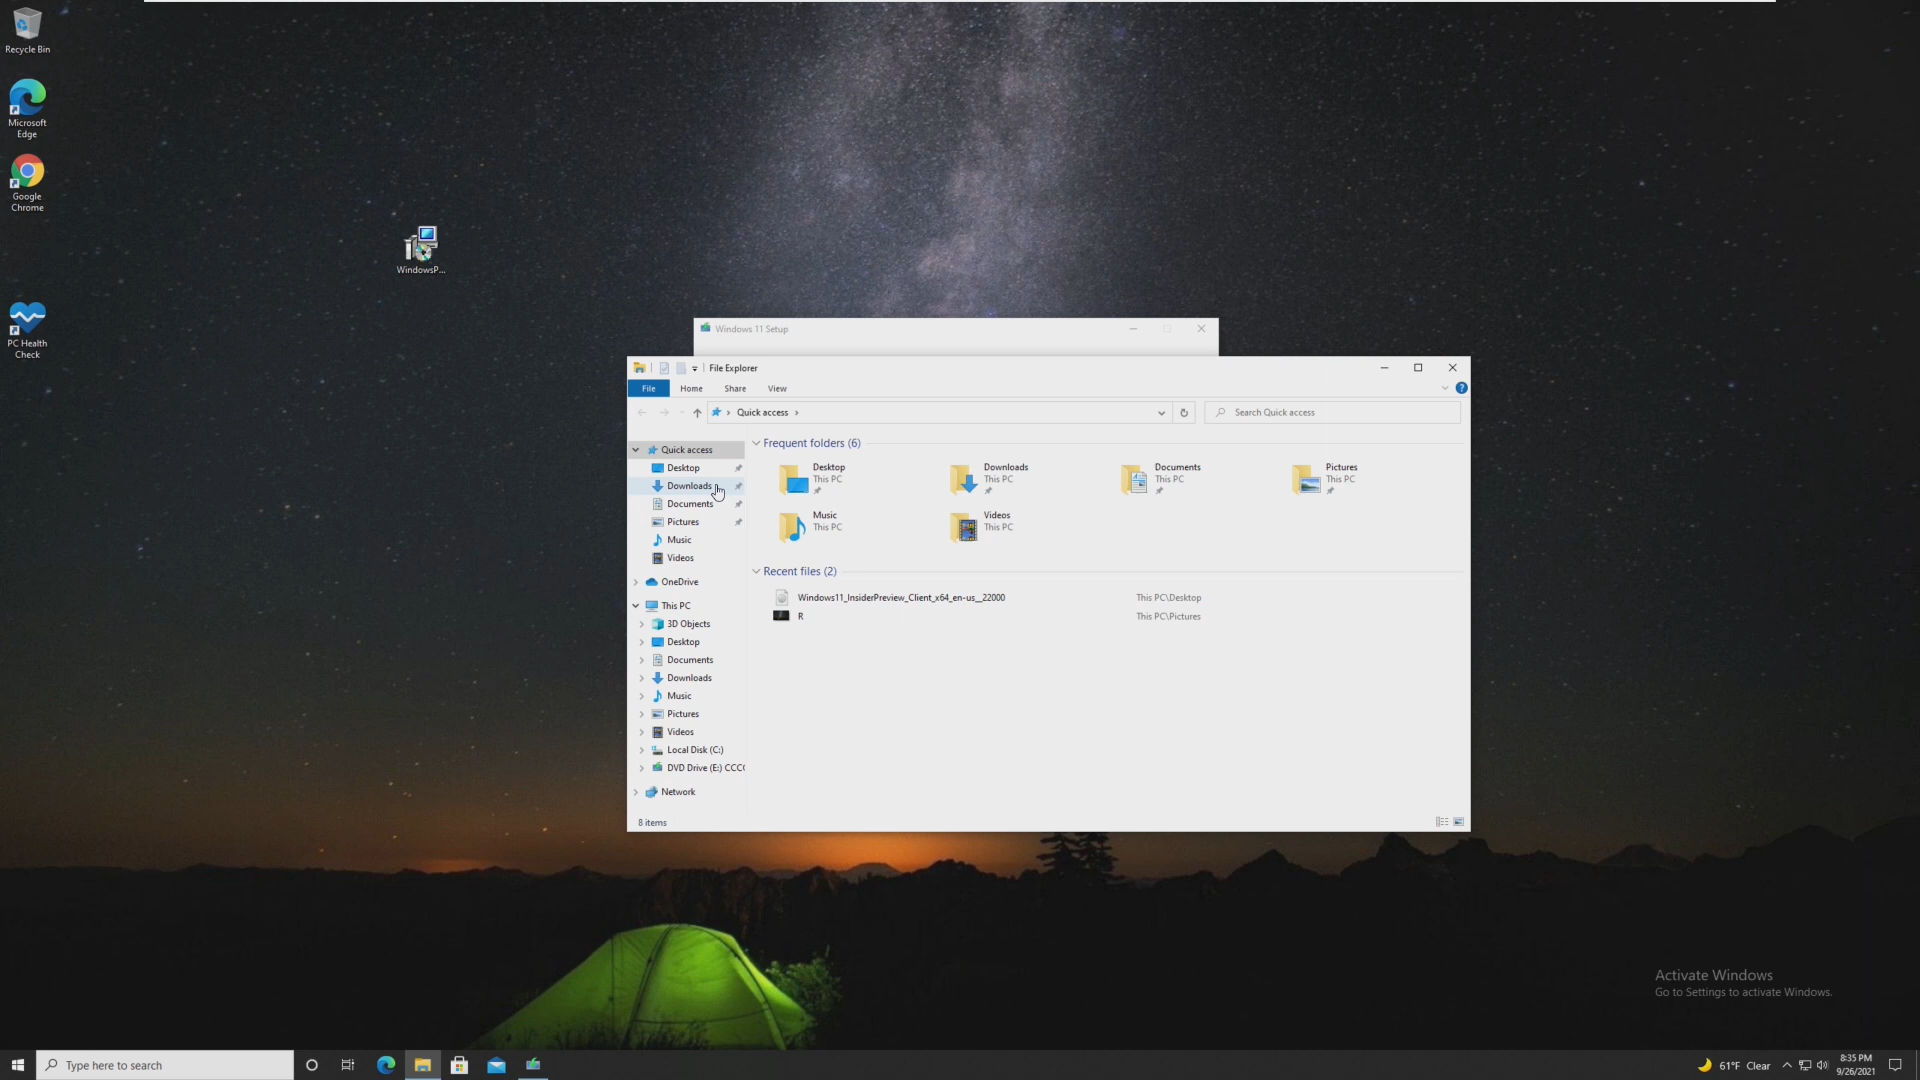 Recycle Bin
Microsoft
Edge
Google
Chrome
WindowsP...
PC Health
Check
Windows 11 Setup
File Explorer
File Home Share View
Quick access
Search Quick access
Quick access
Desktop
Downloads
Documents
Pictures
Music
Videos
OneDrive
This PC
3D Objects
Desktop
Documents
Downloads
Music
Pictures
Videos
Local Disk (C:)
DVD Drive (E:) CCC
Network
Frequent folders (6)
Desktop
This PC
Downloads
This PC
Documents
This PC
Pictures
This PC
Music
This PC
Videos
This PC
Recent files (2)
Windows11_InsiderPreview_Client_x64_en-us__22000 This PC\Desktop
R This PC\Pictures
8 items
Activate Windows
Go to Settings to activate Windows.
Type here to search
61°F Clear
8:35 PM
9/26/2021